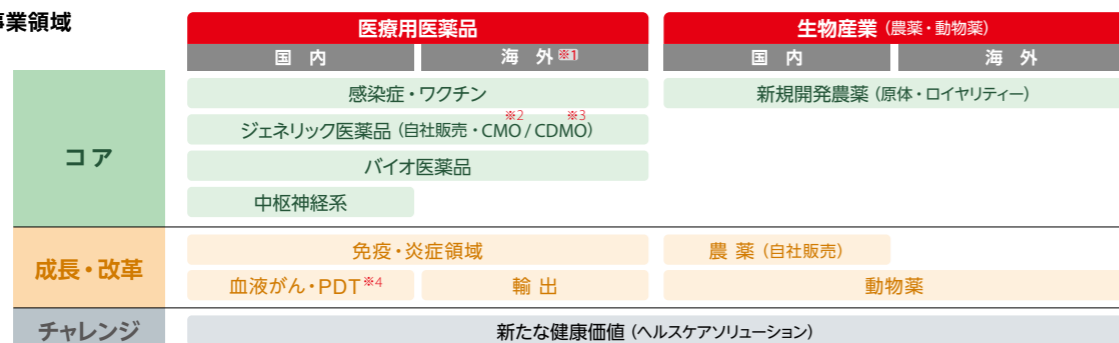 事業領域
医療用医薬品 生物産業（農薬・動物薬）
国内 海外※1 国内 海外
感染症・ワクチン 新規開発農薬（原体・ロイヤリティー）
ジェネリック医薬品（自社販売・CMO※2/CDMO※3）
コア
バイオ医薬品
中枢神経系
成長・改革
免疫・炎症領域 農薬（自社販売）
血液がん・PDT※4 輸出 動物薬
チャレンジ 新たな健康価値（ヘルスケアソリューション）